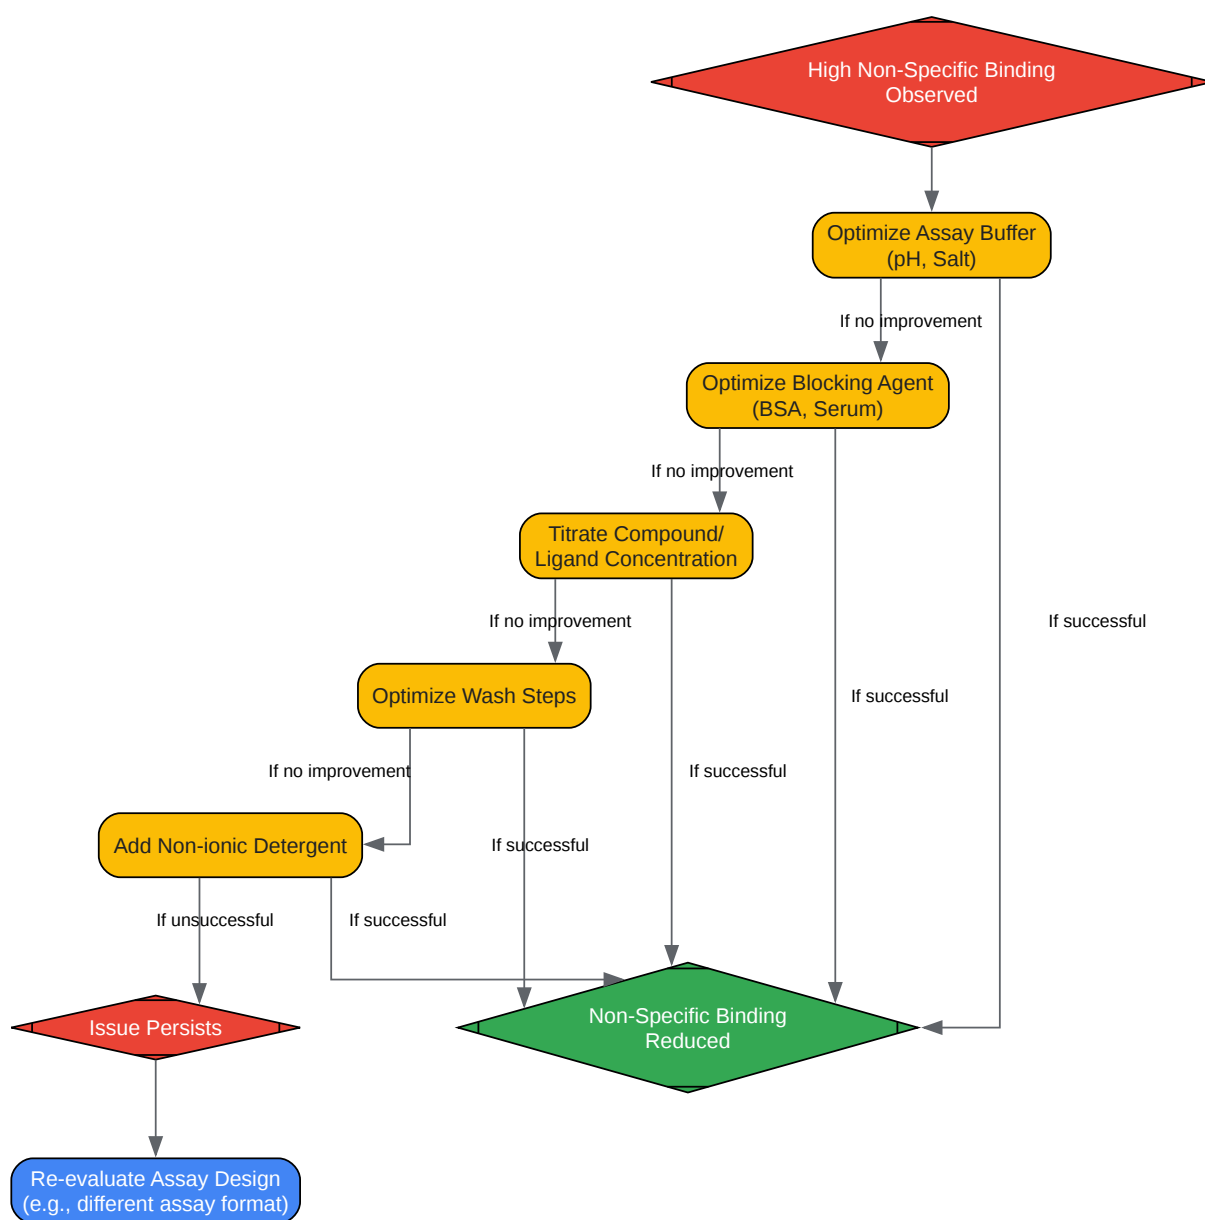 High Non-Specific Binding
Observed
Optimize Assay Buffer
(pH, Salt)
If no improvement
Optimize Blocking Agent
(BSA, Serum)
If no improvement
Titrate Compound/
Ligand Concentration
If no improvement
If successful
Optimize Wash Steps
If successful
If no improvement
If successful
Add Non-ionic Detergent
If successful
If unsuccessful
If successful
Issue Persists
Non-Specific Binding
Reduced
Re-evaluate Assay Design
(e.g., different assay format)